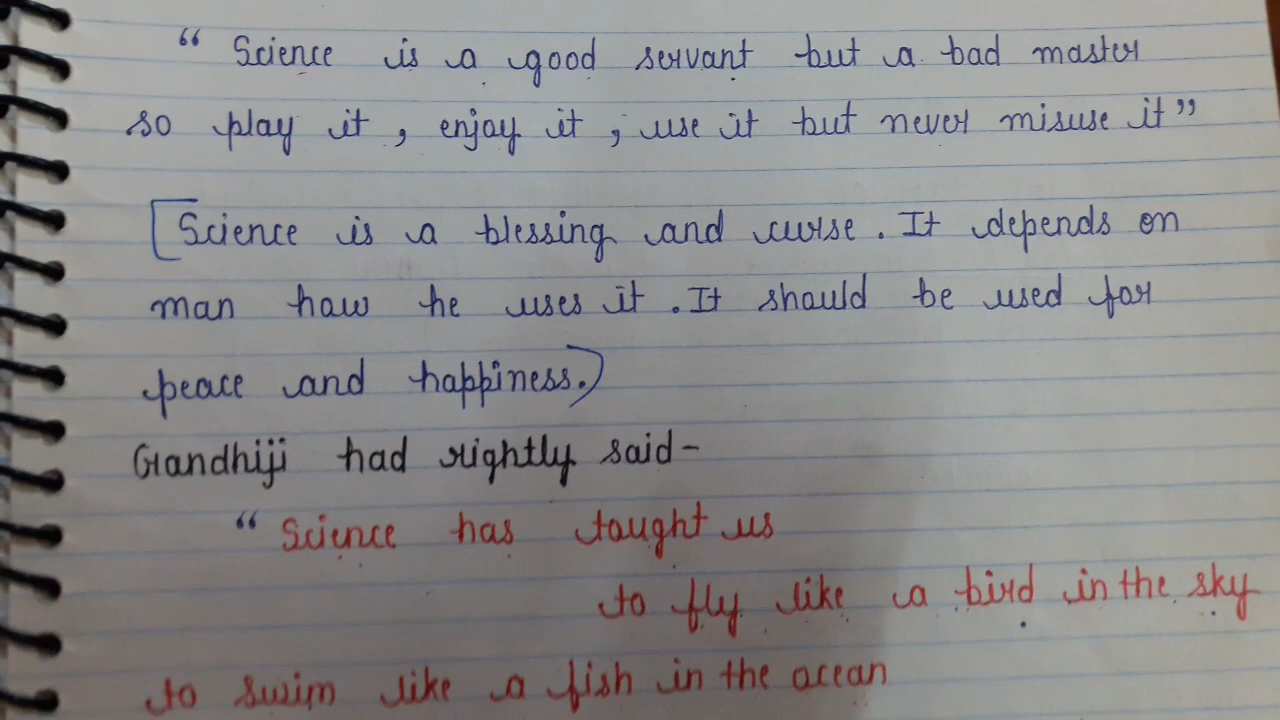 “ Science is a good servant but a bad master
so play it , enjoy it , use it but never misuse it”
[Science is a blessing and curse . It depends on
man how he uses it . It should be used for
peace and happiness.)
Gandhiji had rightly said-
“ Science has taught us
to fly like a bird in the sky
to swim like a fish in the ocean